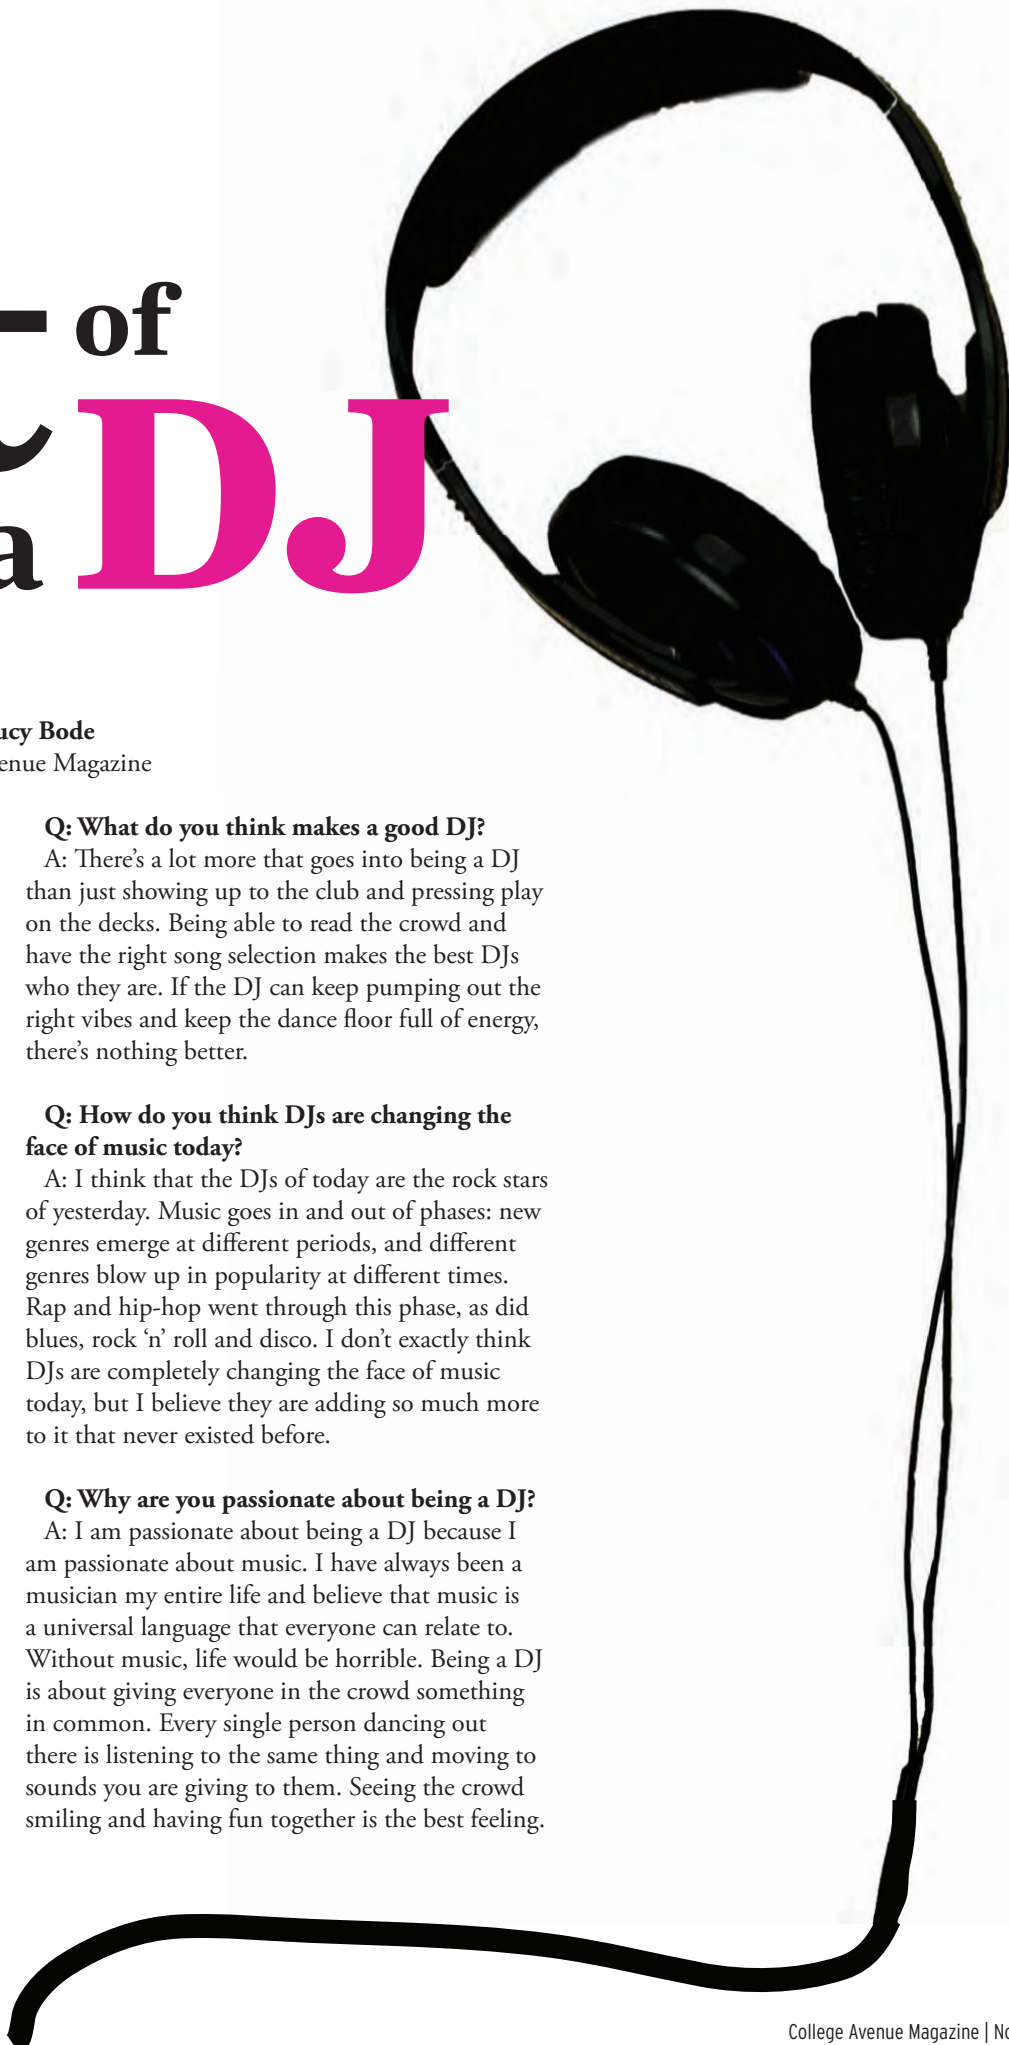 of
a DJ
Bode
Magazine
Q: What do you think makes a good DJ?
A: There’s a lot more that goes into being a DJ
than just showing up to the club and pressing play
on the decks. Being able to read the crowd and
have the right song selection makes the best DJs
who they are. If the DJ can keep pumping out the
right vibes and keep the dance floor full of energy,
there’s nothing better.
Q: How do you think DJs are changing the
face of music today?
A: I think that the DJs of today are the rock stars
of yesterday. Music goes in and out of phases: new
genres emerge at different periods, and different
genres blow up in popularity at different times.
Rap and hip-hop went through this phase, as did
blues, rock ‘n’ roll and disco. I don’t exactly think
DJs are completely changing the face of music
today, but I believe they are adding so much more
to it that never existed before.
Q: Why are you passionate about being a DJ?
A: I am passionate about being a DJ because I
am passionate about music. I have always been a
musician my entire life and believe that music is
a universal language that everyone can relate to.
Without music, life would be horrible. Being a DJ
is about giving everyone in the crowd something
in common. Every single person dancing out
there is listening to the same thing and moving to
sounds you are giving to them. Seeing the crowd
smiling and having fun together is the best feeling.
College Avenue Magazine |